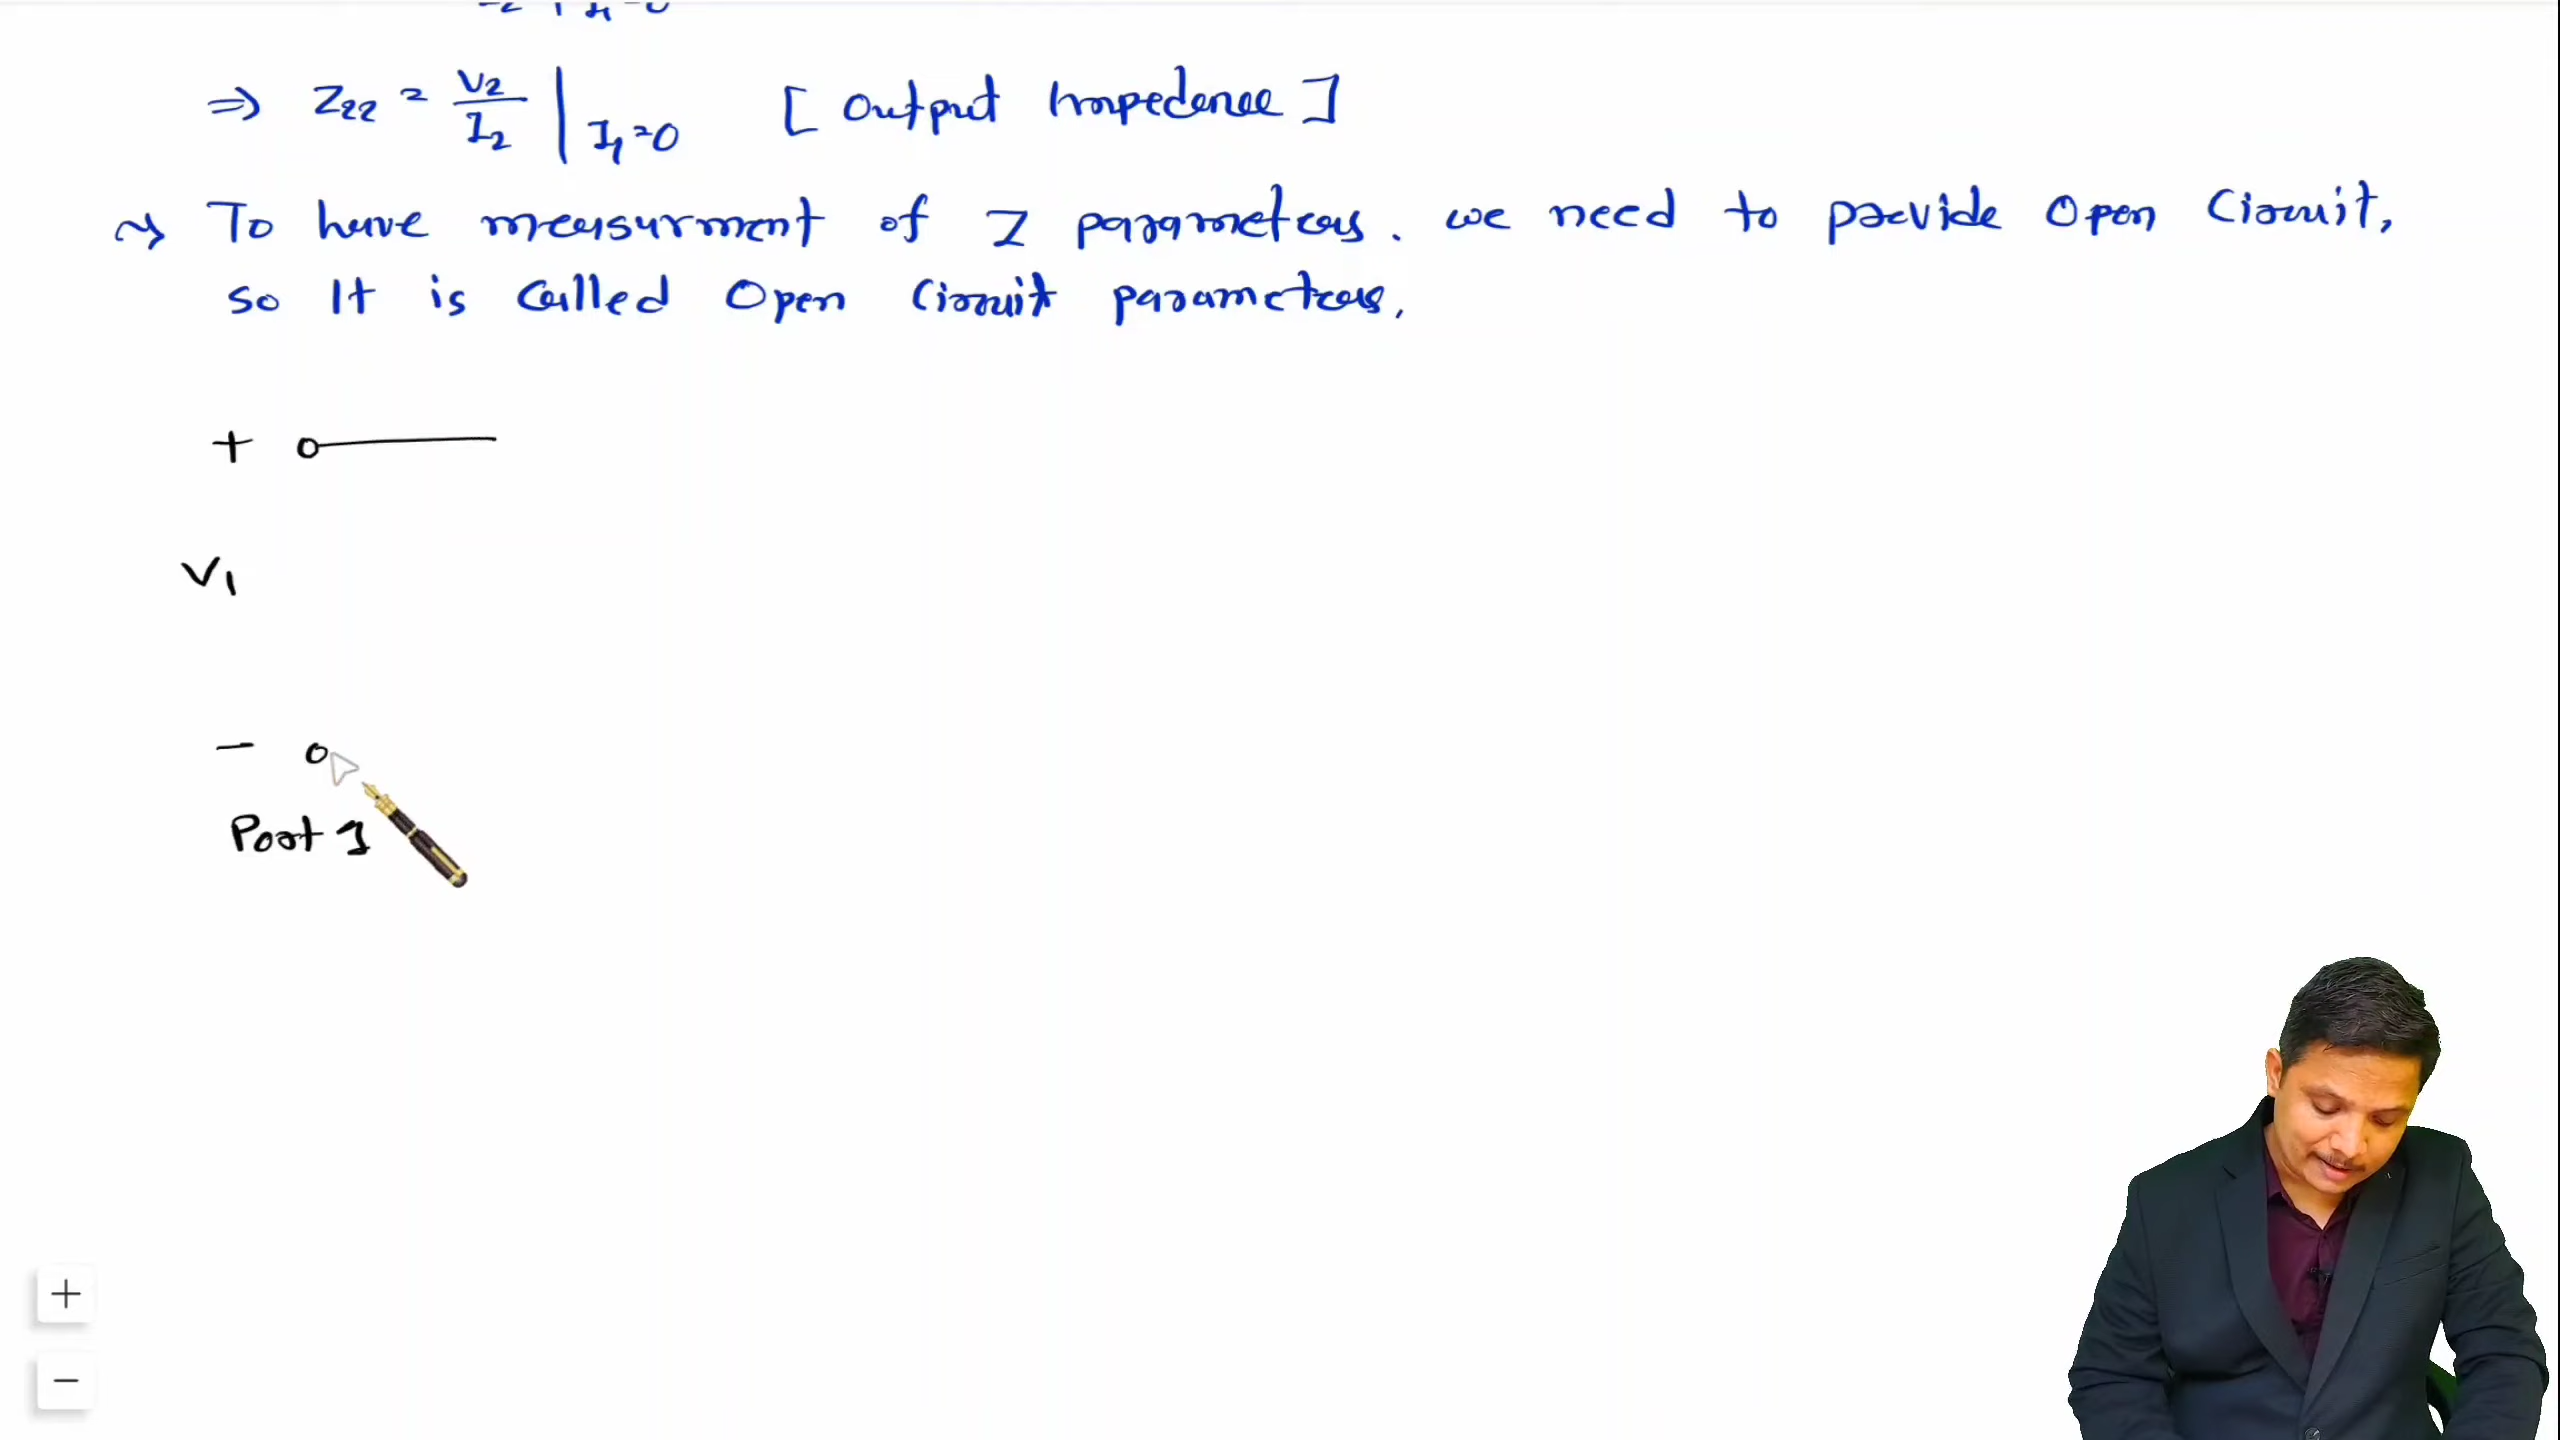 ⇒ Z22 = V2/I2 | I1=0 [Output Impedence]
To have measurment of Z parameters. we need to provide Open Circuit,
so It is Called Open Circuit parameters.
+
V1
-
Port 1
+
-